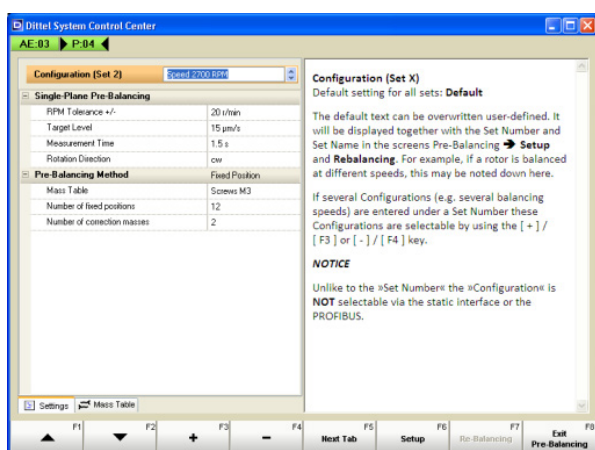 Dittel System Control Center
AE:03 P:04
Configuration (Set 2) Speed 2700 RPM
Single-Plane Pre-Balancing
RPM Tolerance +/- 20 r/min
Target Level 15 µm/s
Measurement Time 1.5 s
Rotation Direction cw
Pre-Balancing Method Fixed Position
Mass Table Screws M3
Number of fixed positions 12
Number of correction masses 2
Settings Mass Table
Configuration (Set X)
Default setting for all sets: Default
The default text can be overwritten user-defined. It
will be displayed together with the Set Number and
Set Name in the screens Pre-Balancing ➔ Setup
and Rebalancing. For example, if a rotor is balanced
at different speeds, this may be noted down here.
If several Configurations (e.g. several balancing
speeds) are entered under a Set Number these
Configurations are selectable by using the [ + ] /
[ F3 ] or [ - ] / [ F4 ] key.
NOTICE
Unlike to the »Set Number« the »Configuration« is
NOT selectable via the static interface or the
PROFIBUS.
F1 F2 F3 F4 F5 F6 F7 F8
+ - Next Tab Setup Re-Balancing Exit
Pre-Balancing